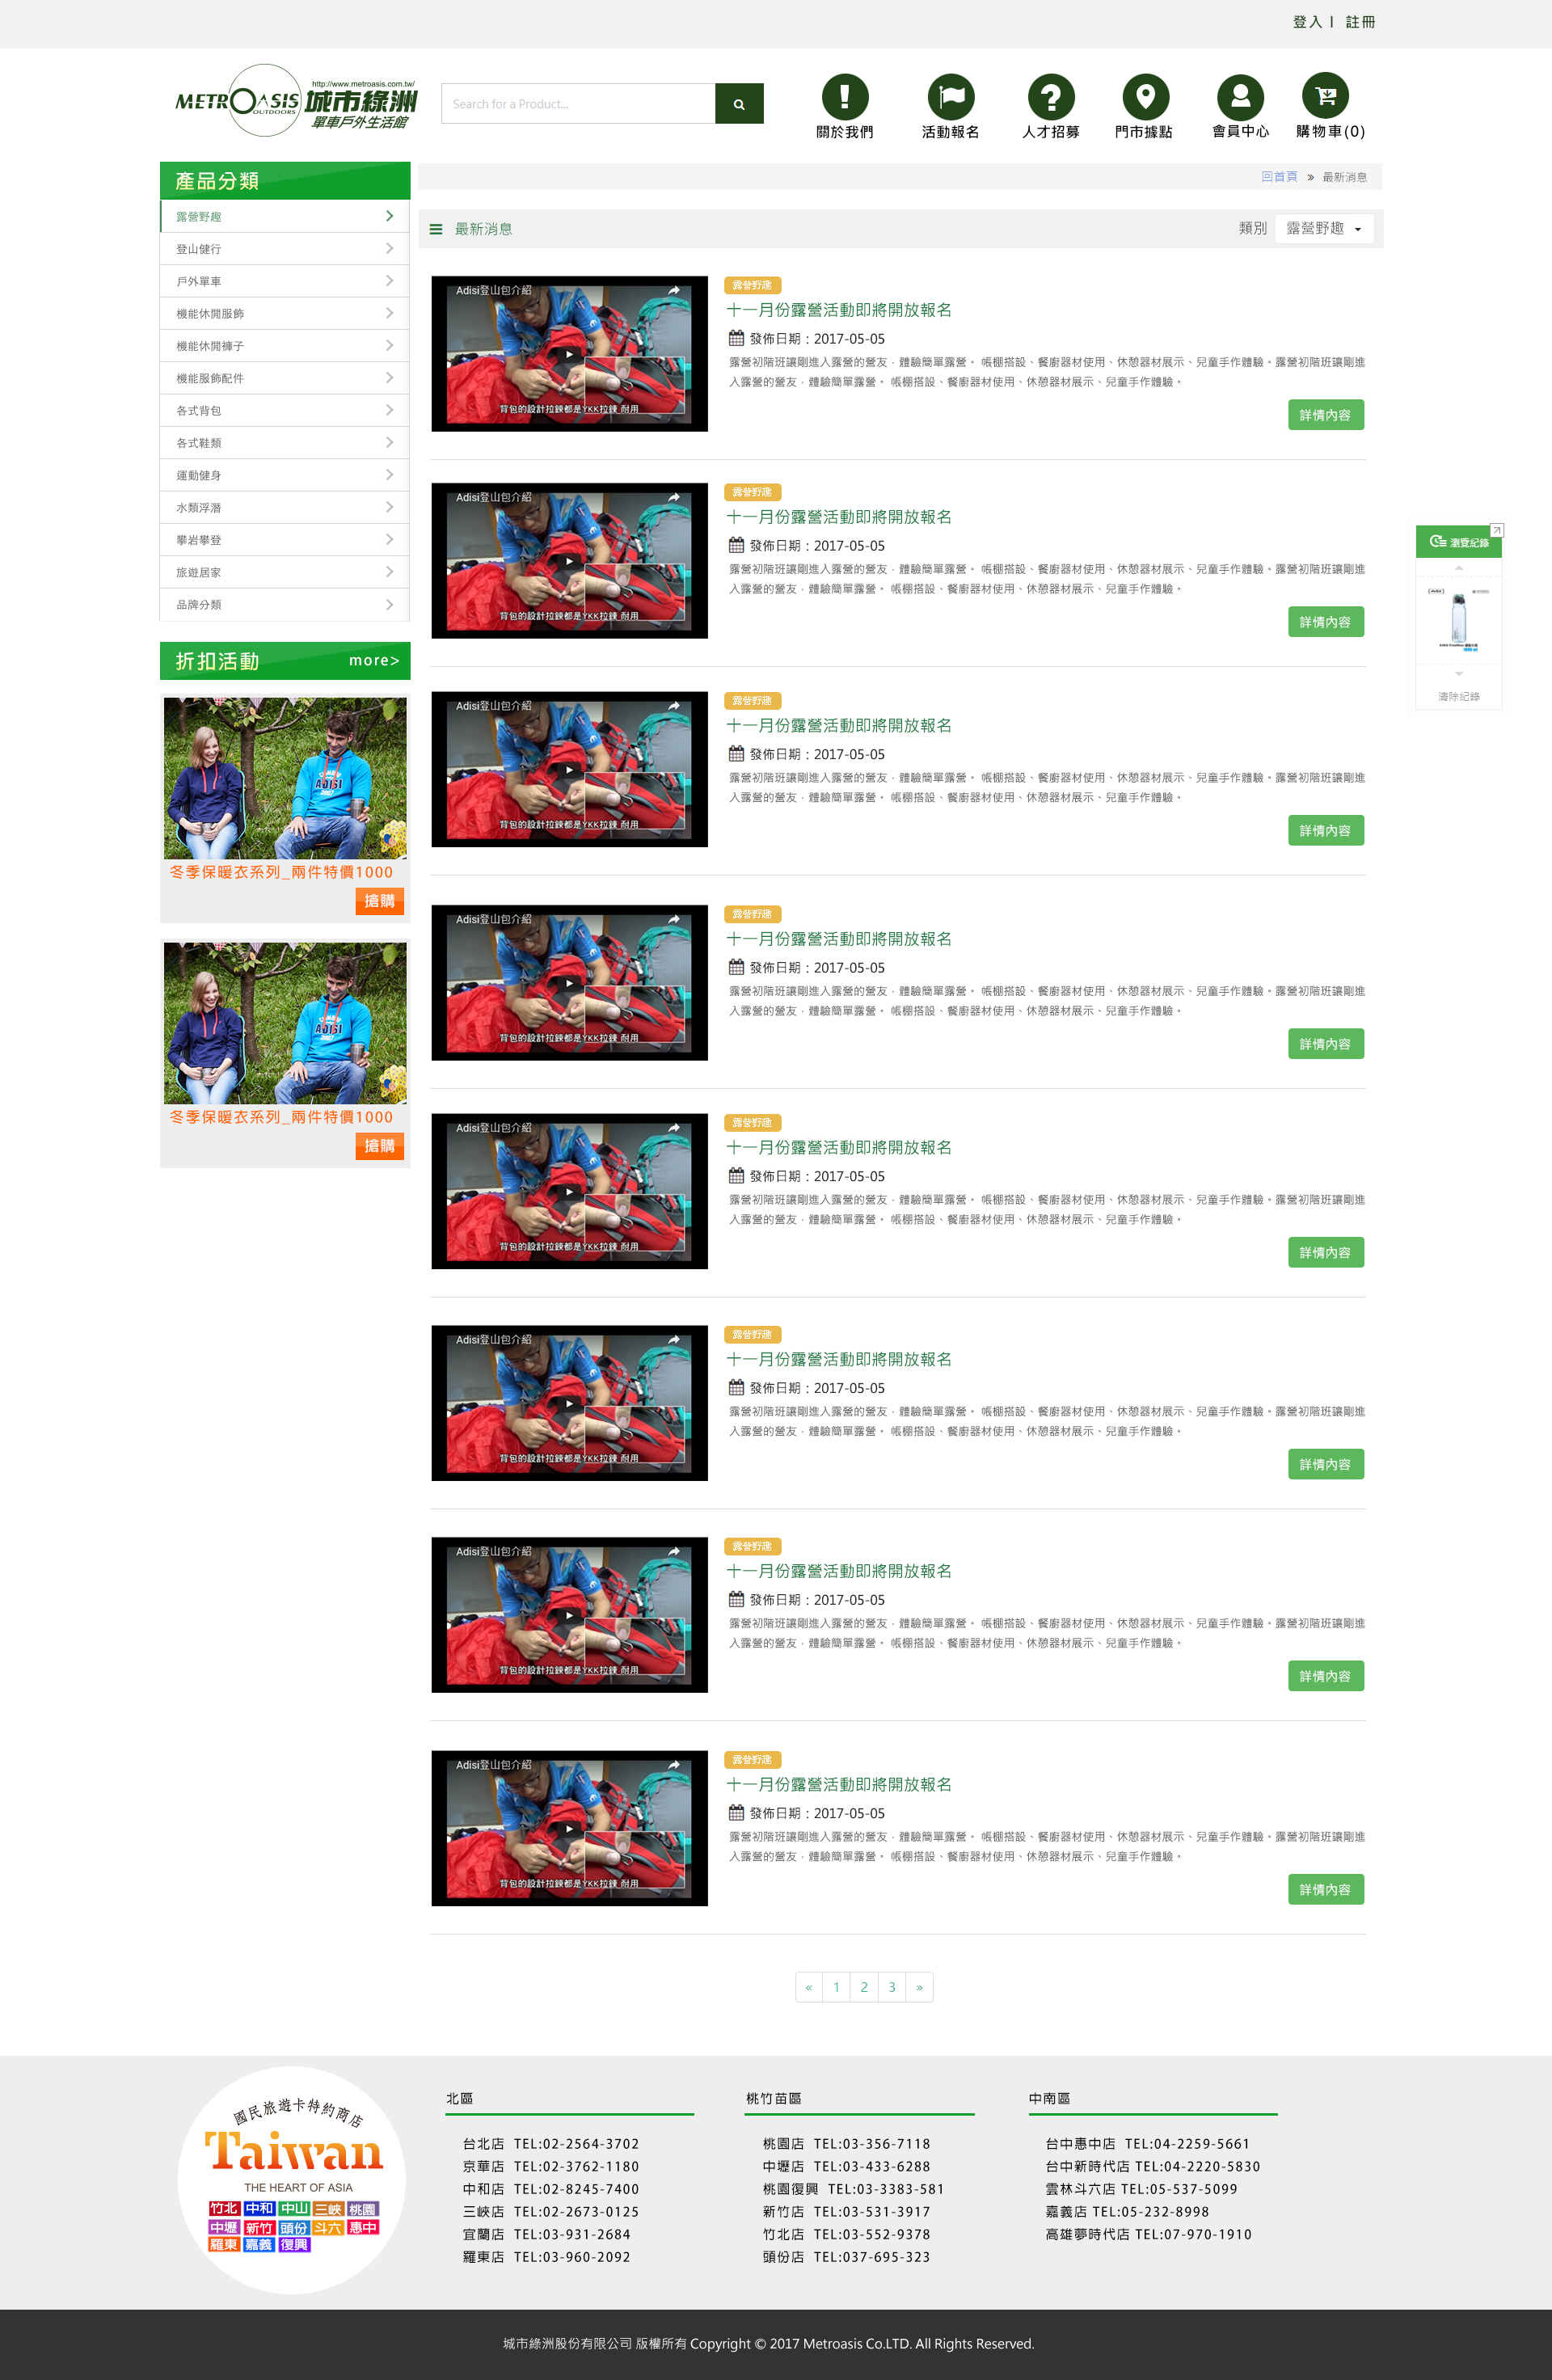 登入 | 註冊
http://www.metroasis.com.tw/
METROASIS 城市綠洲
OUTDOORS
單車戶外生活館
Search for a Product...
關於我們
活動報名
人才招募
門市據點
會員中心
購物車(0)
產品分類
露營野趣
登山健行
戶外單車
機能休閒服飾
機能休閒褲子
機能服飾配件
各式背包
各式鞋類
運動健身
水類浮潛
攀岩攀登
旅遊居家
品牌分類
折扣活動 more>
ADISI
冬季保暖衣系列_兩件特價1000
搶購
ADISI
冬季保暖衣系列_兩件特價1000
搶購
回首頁 » 最新消息
最新消息
類別 露營野趣
Adisi登山包介紹
背包的設計拉鍊都是YKK拉鍊 耐用
露營野趣
十一月份露營活動即將開放報名
發佈日期：2017-05-05
露營初階班讓剛進入露營的營友，體驗簡單露營。 帳棚搭設、餐廚器材使用、休憩器材展示、兒童手作體驗。露營初階班讓剛進
入露營的營友，體驗簡單露營。 帳棚搭設、餐廚器材使用、休憩器材展示、兒童手作體驗。
詳情內容
Adisi登山包介紹
背包的設計拉鍊都是YKK拉鍊 耐用
露營野趣
十一月份露營活動即將開放報名
發佈日期：2017-05-05
露營初階班讓剛進入露營的營友，體驗簡單露營。 帳棚搭設、餐廚器材使用、休憩器材展示、兒童手作體驗。露營初階班讓剛進
入露營的營友，體驗簡單露營。 帳棚搭設、餐廚器材使用、休憩器材展示、兒童手作體驗。
詳情內容
Adisi登山包介紹
背包的設計拉鍊都是YKK拉鍊 耐用
露營野趣
十一月份露營活動即將開放報名
發佈日期：2017-05-05
露營初階班讓剛進入露營的營友，體驗簡單露營。 帳棚搭設、餐廚器材使用、休憩器材展示、兒童手作體驗。露營初階班讓剛進
入露營的營友，體驗簡單露營。 帳棚搭設、餐廚器材使用、休憩器材展示、兒童手作體驗。
詳情內容
Adisi登山包介紹
背包的設計拉鍊都是YKK拉鍊 耐用
露營野趣
十一月份露營活動即將開放報名
發佈日期：2017-05-05
露營初階班讓剛進入露營的營友，體驗簡單露營。 帳棚搭設、餐廚器材使用、休憩器材展示、兒童手作體驗。露營初階班讓剛進
入露營的營友，體驗簡單露營。 帳棚搭設、餐廚器材使用、休憩器材展示、兒童手作體驗。
詳情內容
Adisi登山包介紹
背包的設計拉鍊都是YKK拉鍊 耐用
露營野趣
十一月份露營活動即將開放報名
發佈日期：2017-05-05
露營初階班讓剛進入露營的營友，體驗簡單露營。 帳棚搭設、餐廚器材使用、休憩器材展示、兒童手作體驗。露營初階班讓剛進
入露營的營友，體驗簡單露營。 帳棚搭設、餐廚器材使用、休憩器材展示、兒童手作體驗。
詳情內容
Adisi登山包介紹
背包的設計拉鍊都是YKK拉鍊 耐用
露營野趣
十一月份露營活動即將開放報名
發佈日期：2017-05-05
露營初階班讓剛進入露營的營友，體驗簡單露營。 帳棚搭設、餐廚器材使用、休憩器材展示、兒童手作體驗。露營初階班讓剛進
入露營的營友，體驗簡單露營。 帳棚搭設、餐廚器材使用、休憩器材展示、兒童手作體驗。
詳情內容
Adisi登山包介紹
背包的設計拉鍊都是YKK拉鍊 耐用
露營野趣
十一月份露營活動即將開放報名
發佈日期：2017-05-05
露營初階班讓剛進入露營的營友，體驗簡單露營。 帳棚搭設、餐廚器材使用、休憩器材展示、兒童手作體驗。露營初階班讓剛進
入露營的營友，體驗簡單露營。 帳棚搭設、餐廚器材使用、休憩器材展示、兒童手作體驗。
詳情內容
Adisi登山包介紹
背包的設計拉鍊都是YKK拉鍊 耐用
露營野趣
十一月份露營活動即將開放報名
發佈日期：2017-05-05
露營初階班讓剛進入露營的營友，體驗簡單露營。 帳棚搭設、餐廚器材使用、休憩器材展示、兒童手作體驗。露營初階班讓剛進
入露營的營友，體驗簡單露營。 帳棚搭設、餐廚器材使用、休憩器材展示、兒童手作體驗。
詳情內容
« 1 2 3 »
瀏覽紀錄
清除紀錄
國民旅遊卡特約商店
Taiwan
THE HEART OF ASIA
竹北 中和 中山 三峽 桃園
中壢 新竹 頭份 斗六 惠中
羅東 嘉義 復興
北區
台北店 TEL:02-2564-3702
京華店 TEL:02-3762-1180
中和店 TEL:02-8245-7400
三峽店 TEL:02-2673-0125
宜蘭店 TEL:03-931-2684
羅東店 TEL:03-960-2092
桃竹苗區
桃園店 TEL:03-356-7118
中壢店 TEL:03-433-6288
桃園復興 TEL:03-3383-581
新竹店 TEL:03-531-3917
竹北店 TEL:03-552-9378
頭份店 TEL:037-695-323
中南區
台中惠中店 TEL:04-2259-5661
台中新時代店 TEL:04-2220-5830
雲林斗六店 TEL:05-537-5099
嘉義店 TEL:05-232-8998
高雄夢時代店 TEL:07-970-1910
城市綠洲股份有限公司 版權所有 Copyright © 2017 Metroasis Co.LTD. All Rights Reserved.